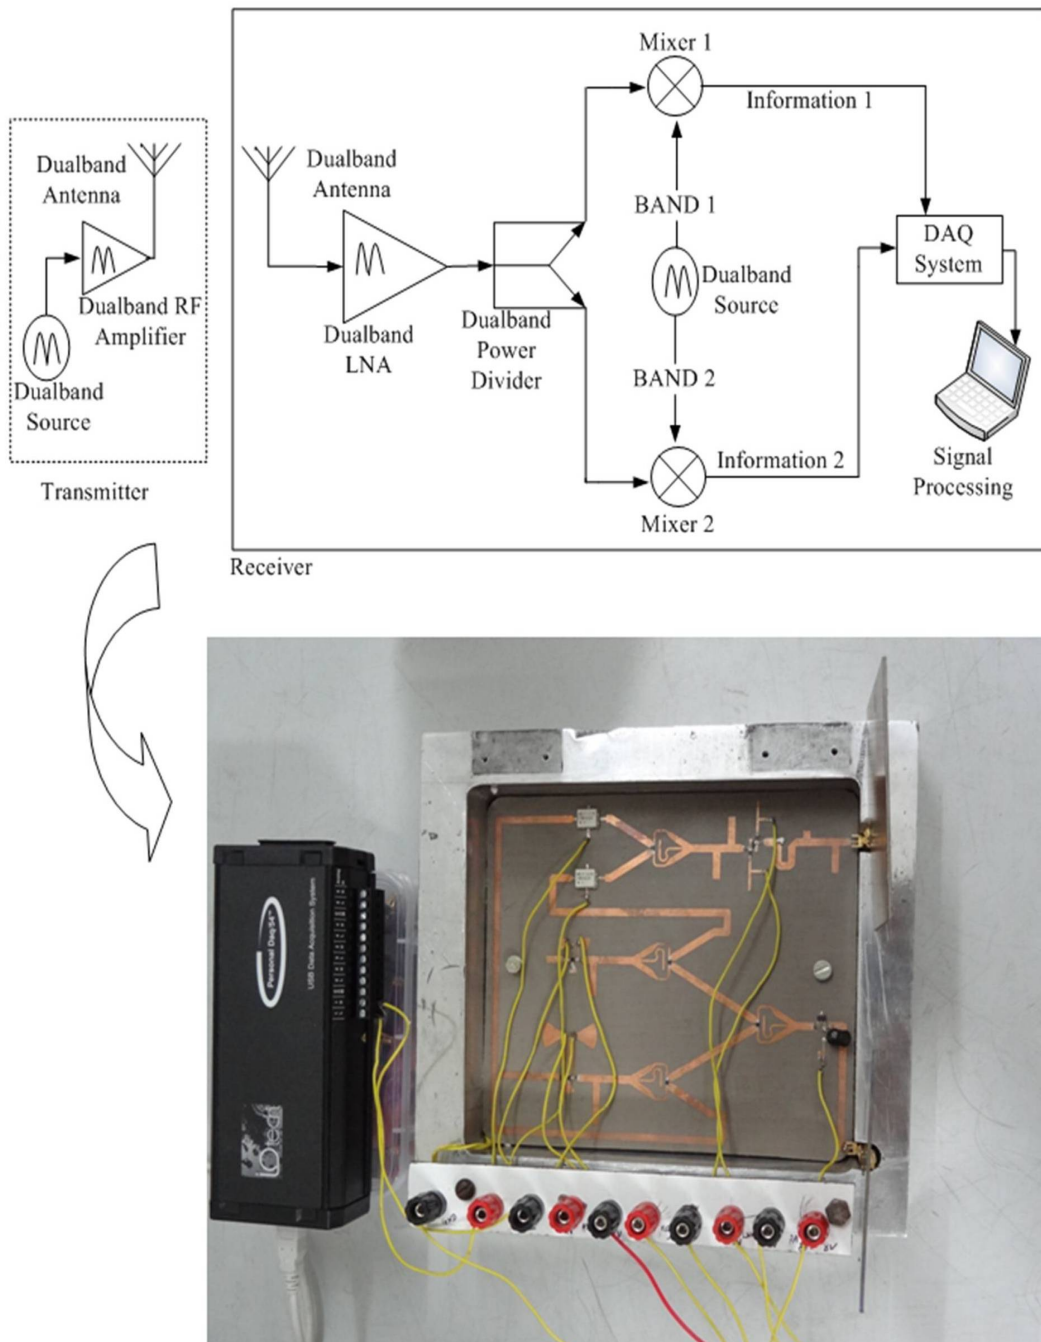 Mixer 1
Information 1
Dualband
Antenna
Dualband
Antenna
BAND 1
DAQ
System
Dualband
Source
Dualband RF
Amplifier
Dualband
LNA
Dualband
Power
Divider
BAND 2
Dualband
Source
Information 2
Signal
Processing
Mixer 2
Transmitter
Receiver
Personal Daq/54™
USB Data Acquisition System